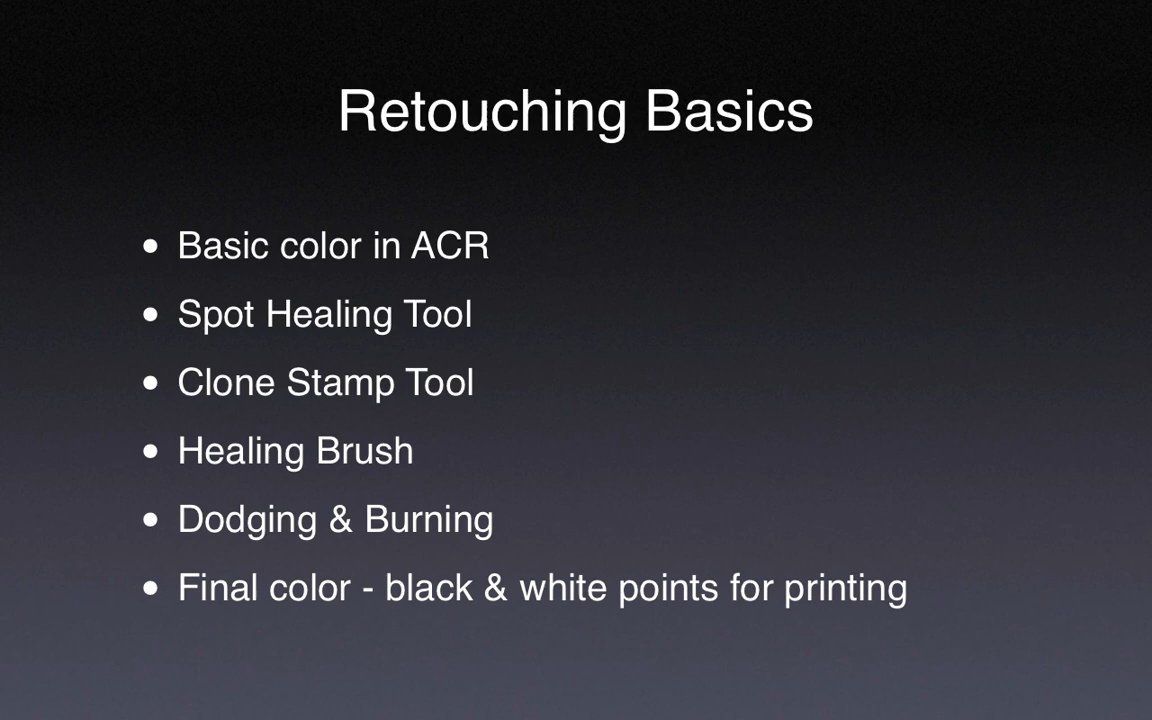 Retouching Basics
• Basic color in ACR
• Spot Healing Tool
• Clone Stamp Tool
• Healing Brush
• Dodging & Burning
• Final color - black & white points for printing